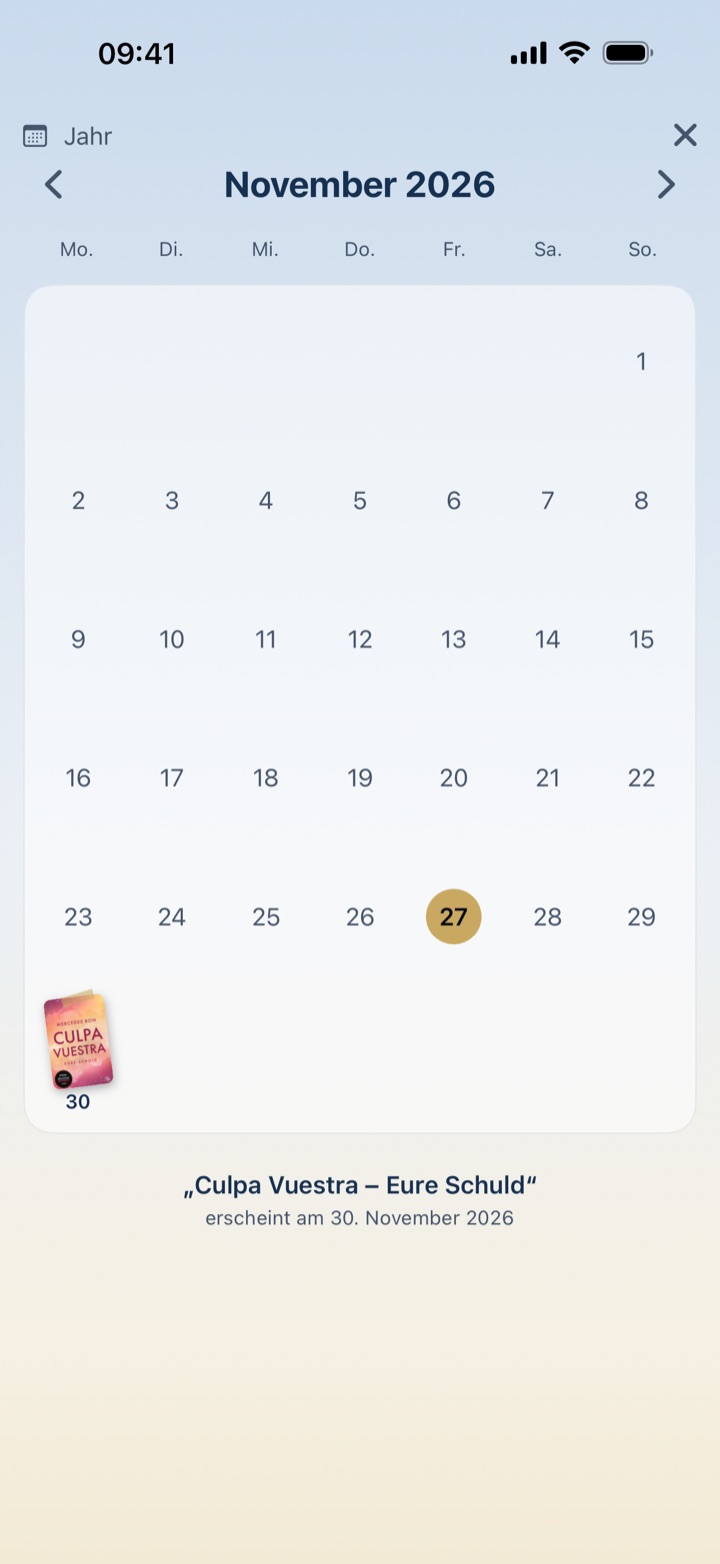 09:41
Jahr
November 2026
Mo. Di. Mi. Do. Fr. Sa. So.
1
2 3 4 5 6 7 8
9 10 11 12 13 14 15
16 17 18 19 20 21 22
23 24 25 26 27 28 29
MERCEDES RON
CULPA
VUESTRA
EURE SCHULD
30
„Culpa Vuestra – Eure Schuld“
erscheint am 30. November 2026